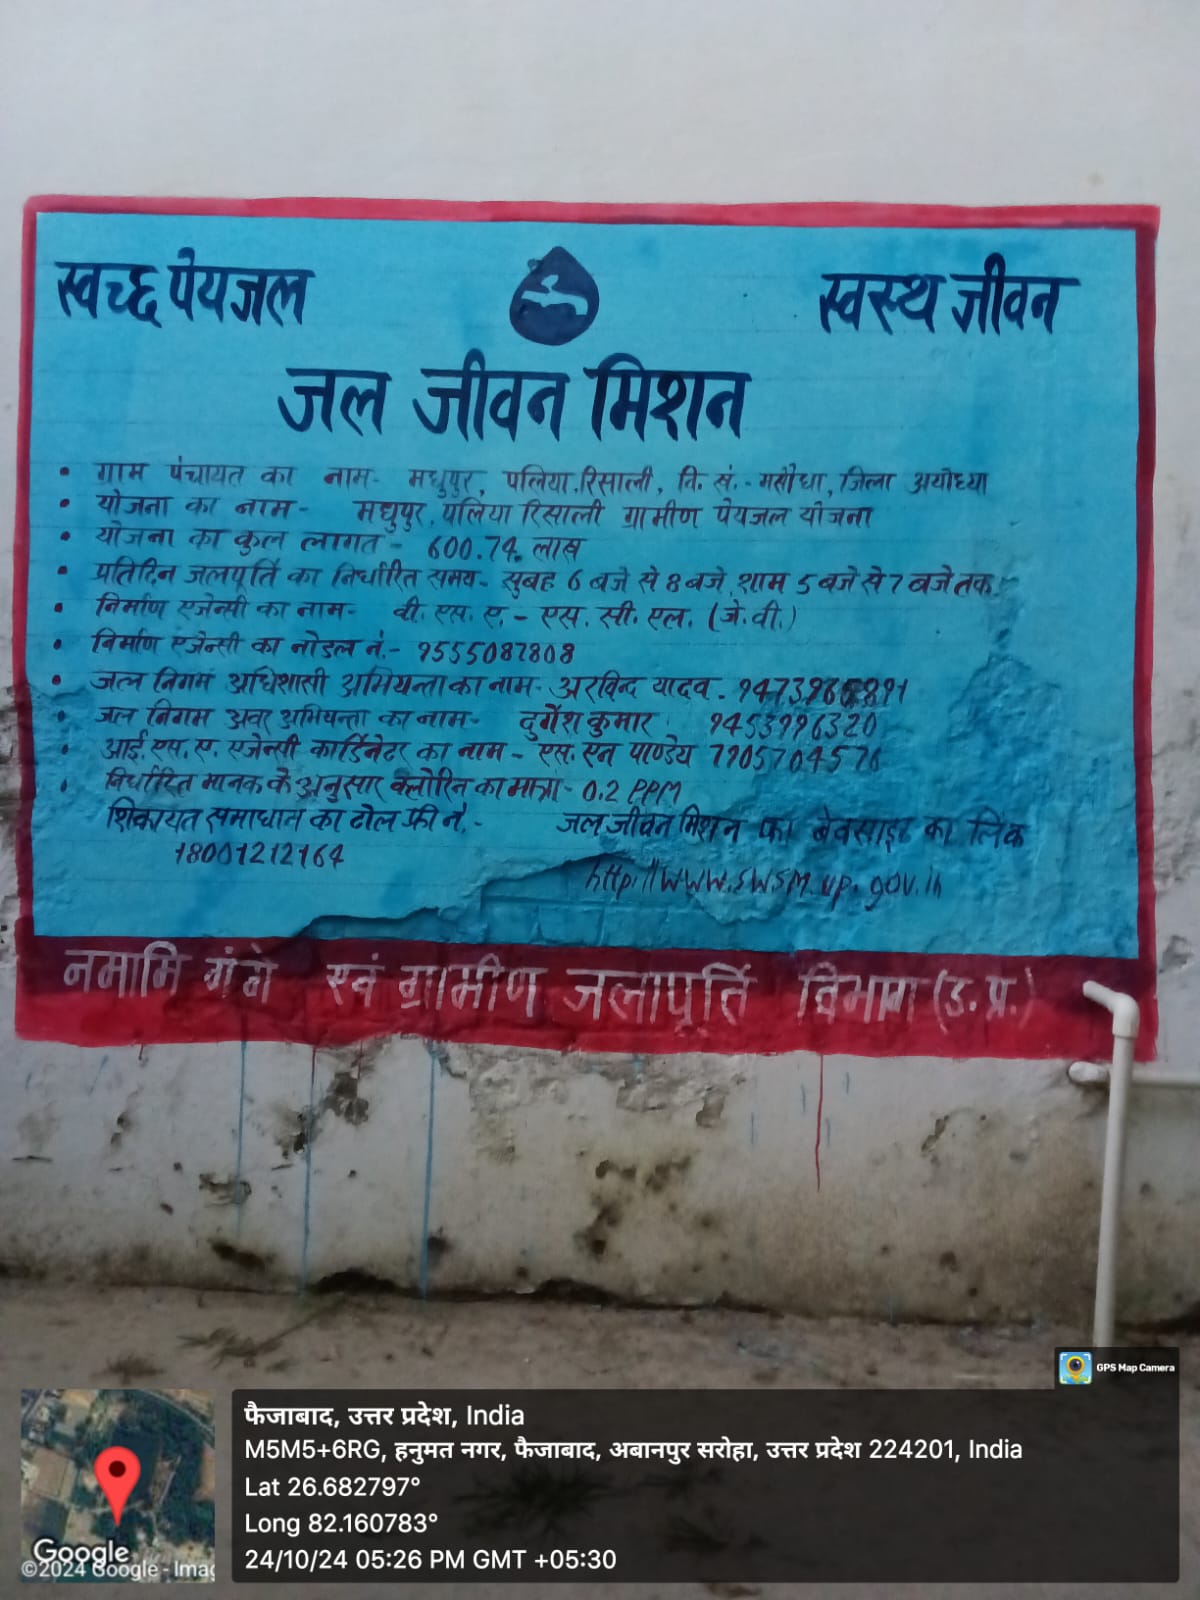 स्वच्छ पेयजल
स्वस्थ जीवन
जल जीवन मिशन
• ग्राम पंचायत का नाम- मधुपुर, पलिया रिसाली, वि. खं.- मसौधा, जिला अयोध्या
• योजना का नाम- मधुपुर, पलिया रिसाली ग्रामीण पेयजल योजना
• योजना का कुल लागत- 600.74 लाख
• प्रतिदिन जलपूर्ति का निर्धारित समय- सुबह 6 बजे से 8 बजे, शाम 5 बजे से 7 बजे तक
• निर्माण एजेन्सी का नाम- वी. एस. ए.- एस. सी. एल. (जे.वी.)
• निर्माण एजेन्सी का नोडल नं.- 9555087808
• जल निगम अधिशासी अभियन्ता का नाम- अरविन्द यादव.
• जल निगम अवर अभियन्ता का नाम- दुर्गेश कुमार 9453996320
• आई. एस. ए. एजेन्सी कार्डिनेटर का नाम- एस. एन पाण्डेय 7905704576
• निर्धारित मानक के अनुसार क्लोरिन का मात्रा- 0.2 PPM
शिकायत समाधान का टोल फ्री नं.- जल जीवन मिशन का बेवसाइट का लिंक
18001212164
http://www.swsm.up.gov.in
नमामि गंगे एवं ग्रामीण जलापूर्ति विभाग (उ.प्र.)
GPS Map Camera
फैजाबाद, उत्तर प्रदेश, India
M5M5+6RG, हनुमत नगर, फैजाबाद, अबानपुर सरोहा, उत्तर प्रदेश 224201, India
Lat 26.682797°
Long 82.160783°
24/10/24 05:26 PM GMT +05:30
Google
©2024 Google - Imag